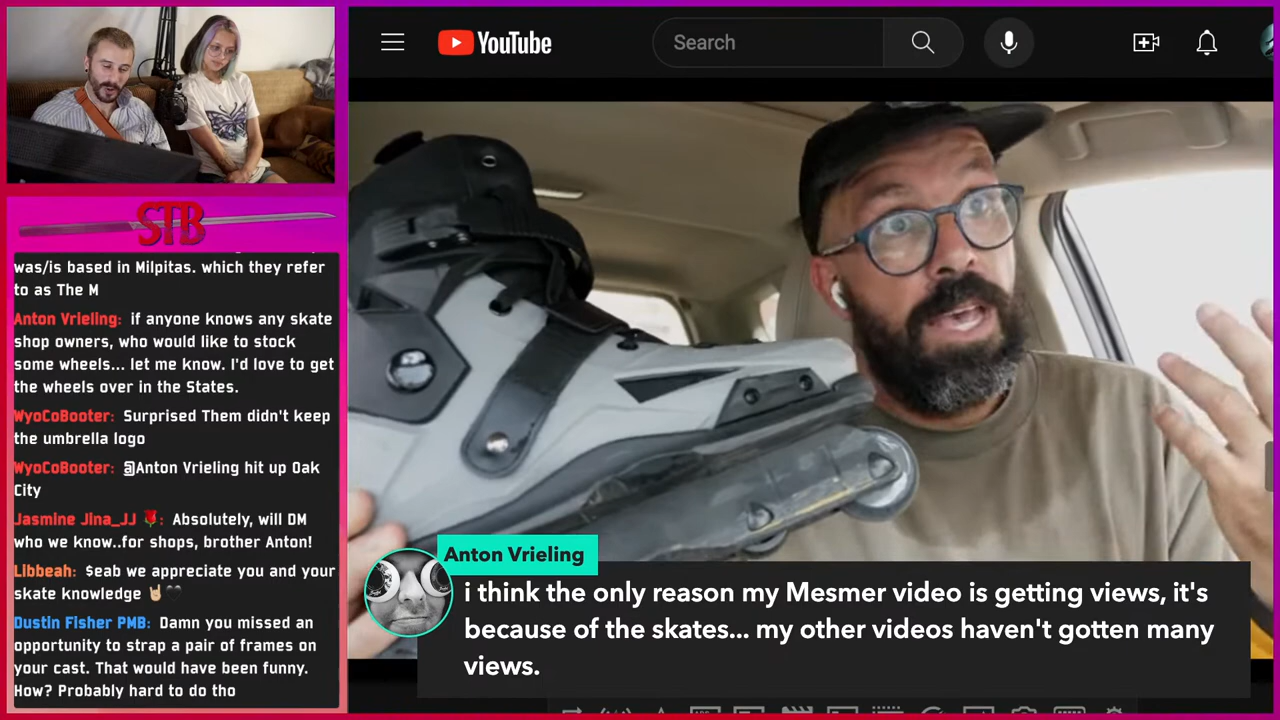 YouTube
Search
STB
was/is based in Milpitas. which they refer
to as The M
Anton Vrieling: if anyone knows any skate
shop owners, who would like to stock
some wheels... let me know. I'd love to get
the wheels over in the States.
WyoCoBooter: Surprised Them didn't keep
the umbrella logo
WyoCoBooter: @Anton Vrieling hit up Oak
City
Jasmine Jina_JJ 🌹: Absolutely, will DM
who we know..for shops, brother Anton!
Libbeah: $eab we appreciate you and your
skate knowledge 🤘🏻🖤
Dustin Fisher PMB: Damn you missed an
opportunity to strap a pair of frames on
your cast. That would have been funny.
How? Probably hard to do tho
Anton Vrieling
i think the only reason my Mesmer video is getting views, it's
because of the skates... my other videos haven't gotten many
views.